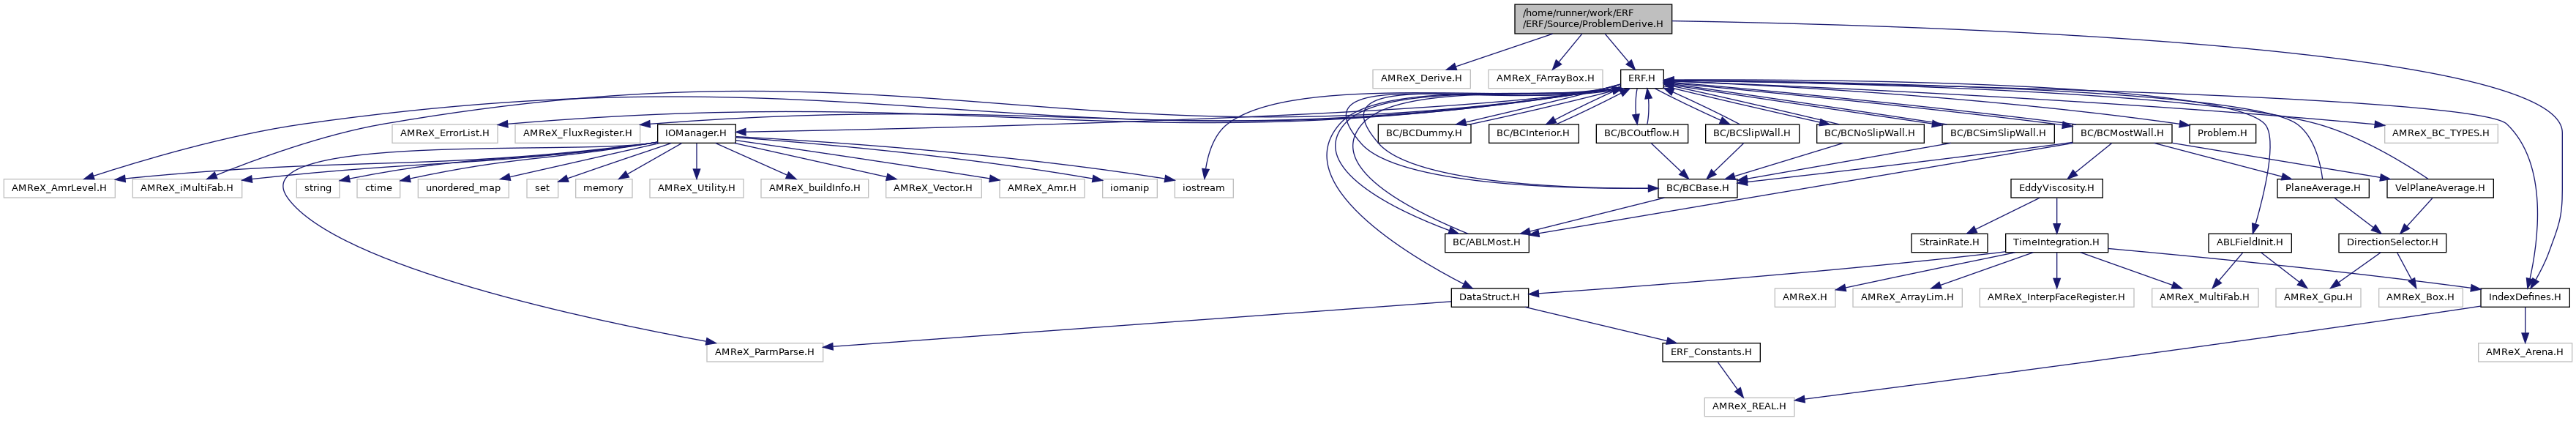 /home/runner/work/ERF
/ERF/Source/ProblemDerive.H
AMReX_Derive.H
AMReX_FArrayBox.H
ERF.H
AMReX_ErrorList.H
AMReX_FluxRegister.H
IOManager.H
BC/BCDummy.H
BC/BCInterior.H
BC/BCOutflow.H
BC/BCSlipWall.H
BC/BCNoSlipWall.H
BC/BCSimSlipWall.H
BC/BCMostWall.H
Problem.H
AMReX_BC_TYPES.H
AMReX_AmrLevel.H
AMReX_iMultiFab.H
string
ctime
unordered_map
set
memory
AMReX_Utility.H
AMReX_buildInfo.H
AMReX_Vector.H
AMReX_Amr.H
iomanip
iostream
BC/BCBase.H
EddyViscosity.H
PlaneAverage.H
VelPlaneAverage.H
BC/ABLMost.H
StrainRate.H
TimeIntegration.H
ABLFieldInit.H
DirectionSelector.H
DataStruct.H
AMReX.H
AMReX_ArrayLim.H
AMReX_InterpFaceRegister.H
AMReX_MultiFab.H
AMReX_Gpu.H
AMReX_Box.H
IndexDefines.H
AMReX_ParmParse.H
ERF_Constants.H
AMReX_Arena.H
AMReX_REAL.H